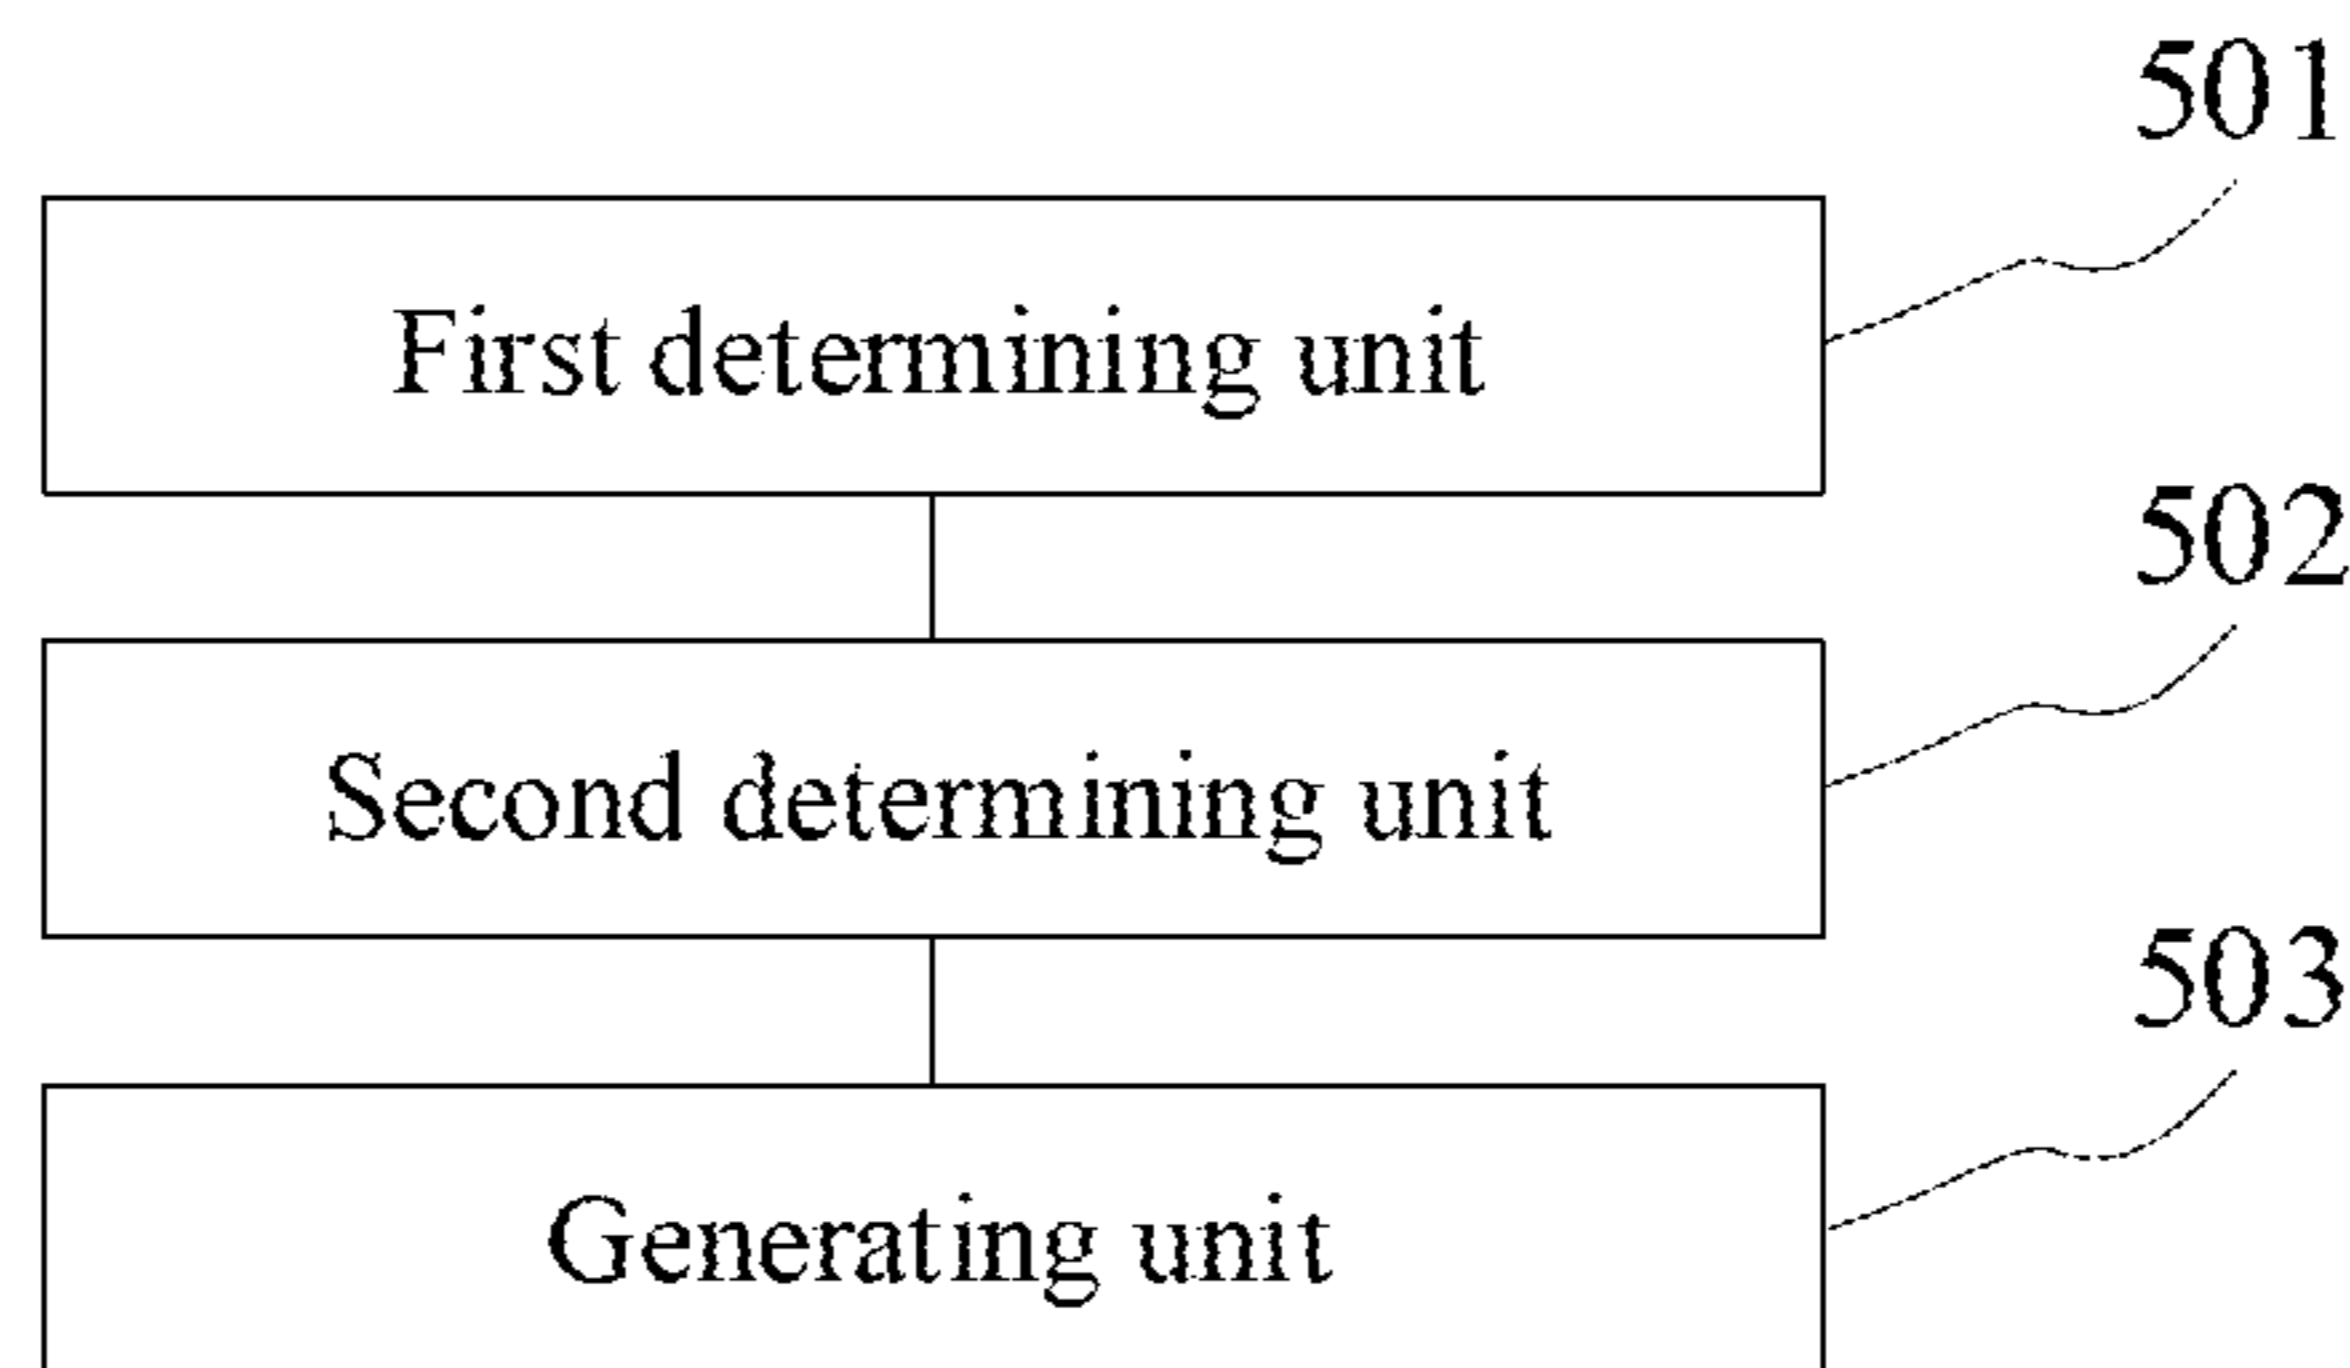 501
First determining unit
502
Second determining unit
503
Generating unit